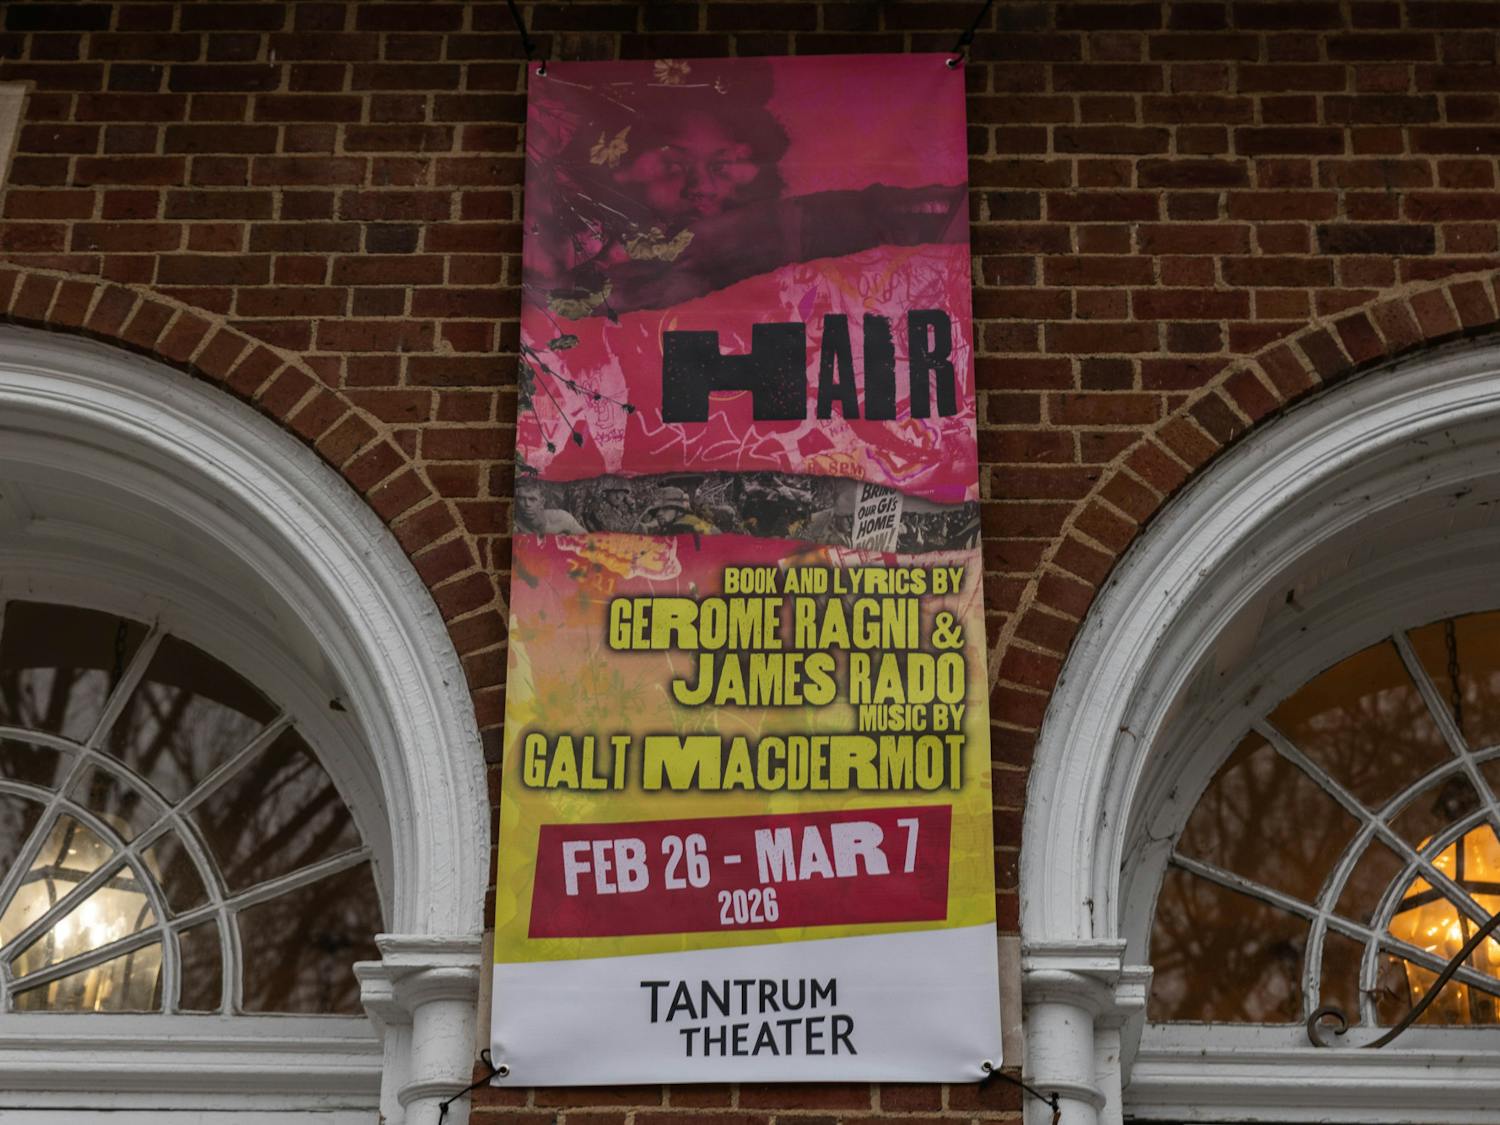 HAIR
8PM
BRING
OUR GI's
HOME
NOW!
BOOK AND LYRICS BY
GEROME RAGNI &
JAMES RADO
MUSIC BY
GALT MACDERMOT
FEB 26 - MAR 7
2026
TANTRUM
THEATER